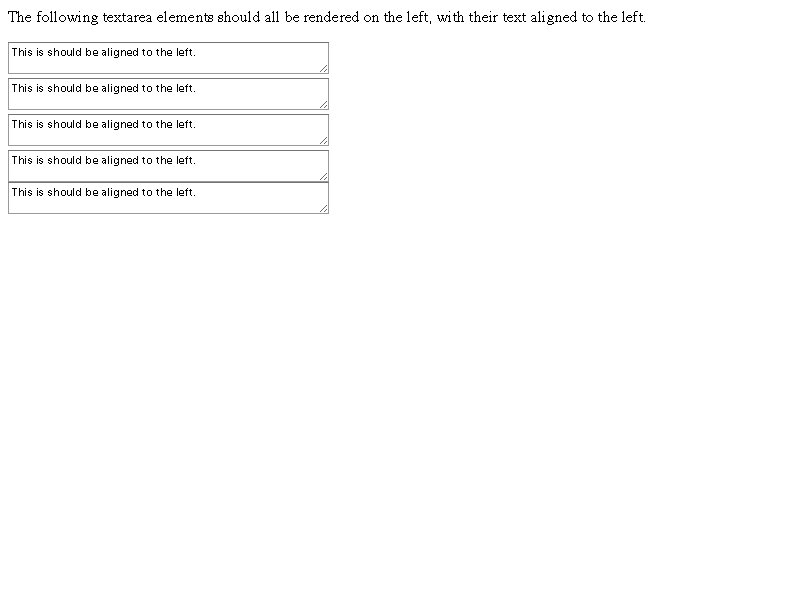 The following textarea elements should all be rendered on the left, with their text aligned to the left.
This is should be aligned to the left.
This is should be aligned to the left.
This is should be aligned to the left.
This is should be aligned to the left.
This is should be aligned to the left.